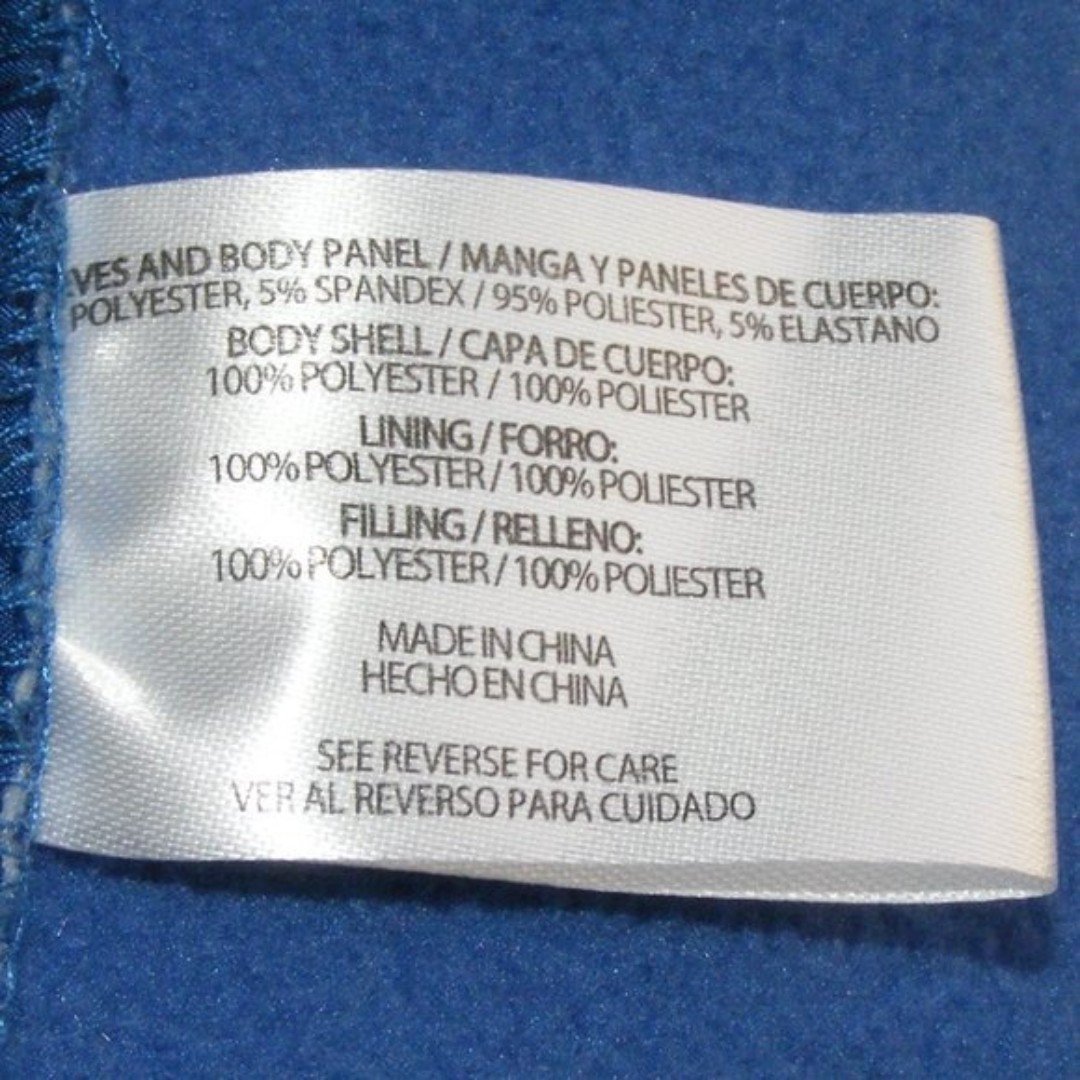 VES AND BODY PANEL / MANGA Y PANELES DE CUERPO:
POLYESTER, 5% SPANDEX / 95% POLIESTER, 5% ELASTANO
BODY SHELL / CAPA DE CUERPO:
100% POLYESTER / 100% POLIESTER
LINING / FORRO:
100% POLYESTER / 100% POLIESTER
FILLING / RELLENO:
100% POLYESTER / 100% POLIESTER
MADE IN CHINA
HECHO EN CHINA
SEE REVERSE FOR CARE
VER AL REVERSO PARA CUIDADO